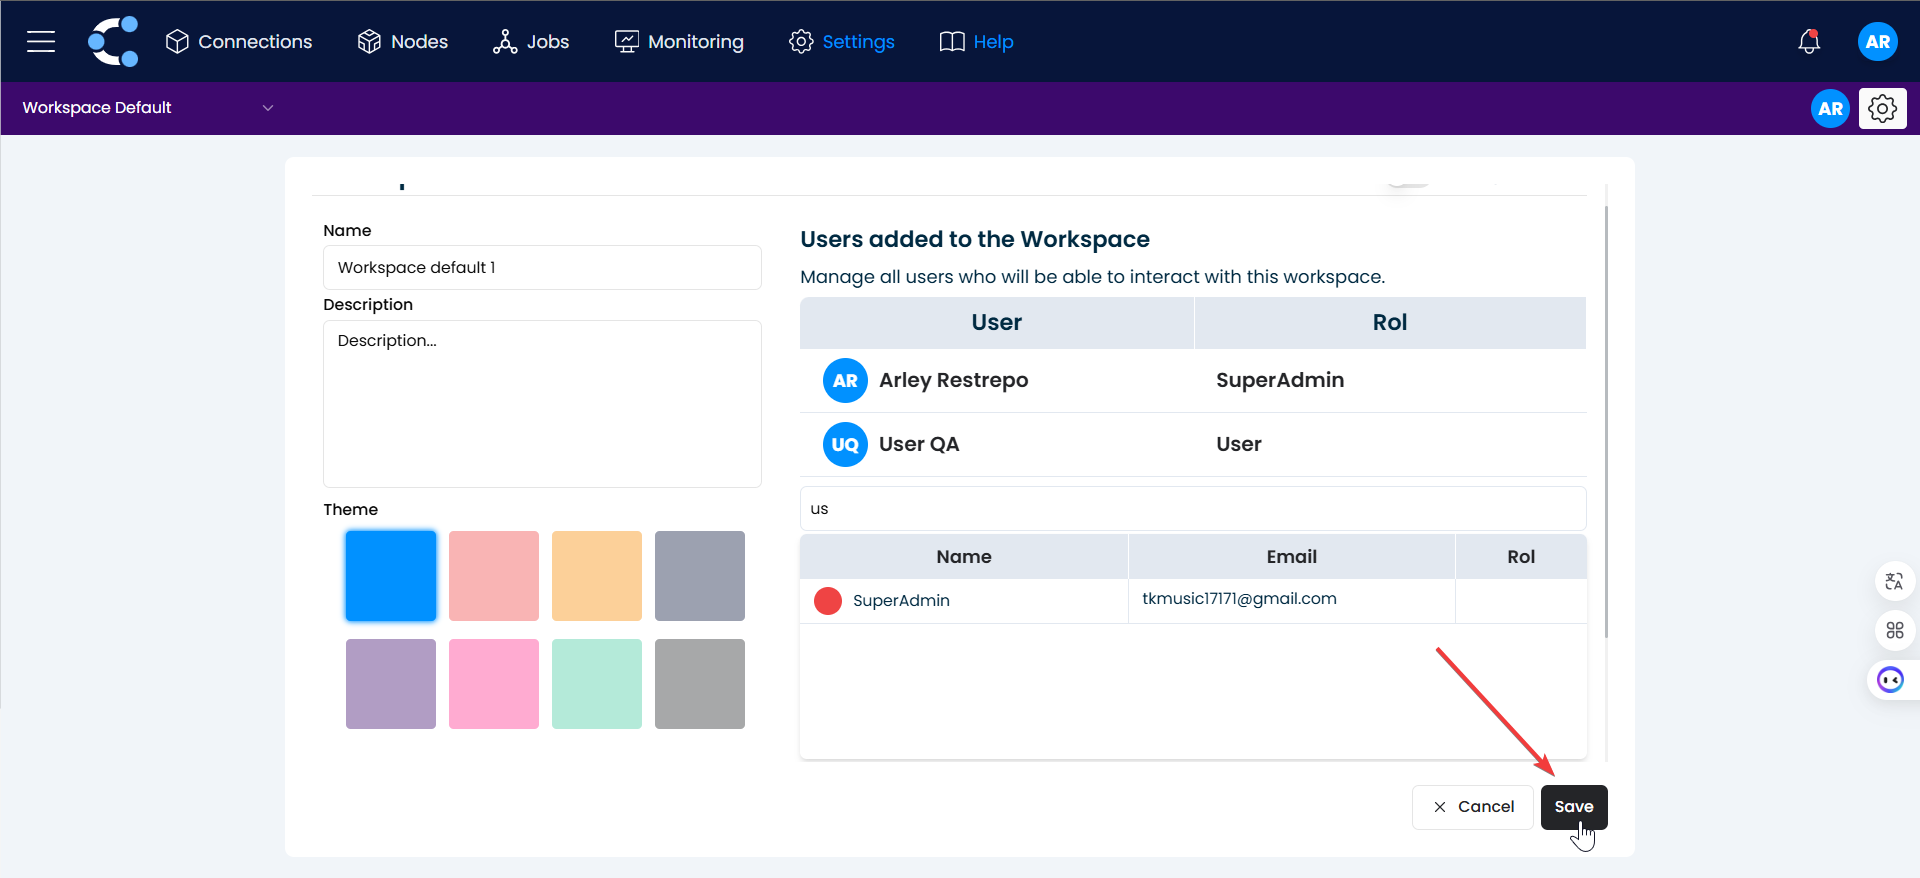 Connections
Nodes
Jobs
Monitoring
Settings
Help
AR
Workspace Default
AR
Name
Workspace default 1
Description
Description...
Theme
Users added to the Workspace
Manage all users who will be able to interact with this workspace.
User Rol
AR Arley Restrepo SuperAdmin
UQ User QA User
us
Name Email Rol
SuperAdmin tkmusic17171@gmail.com
Cancel
Save